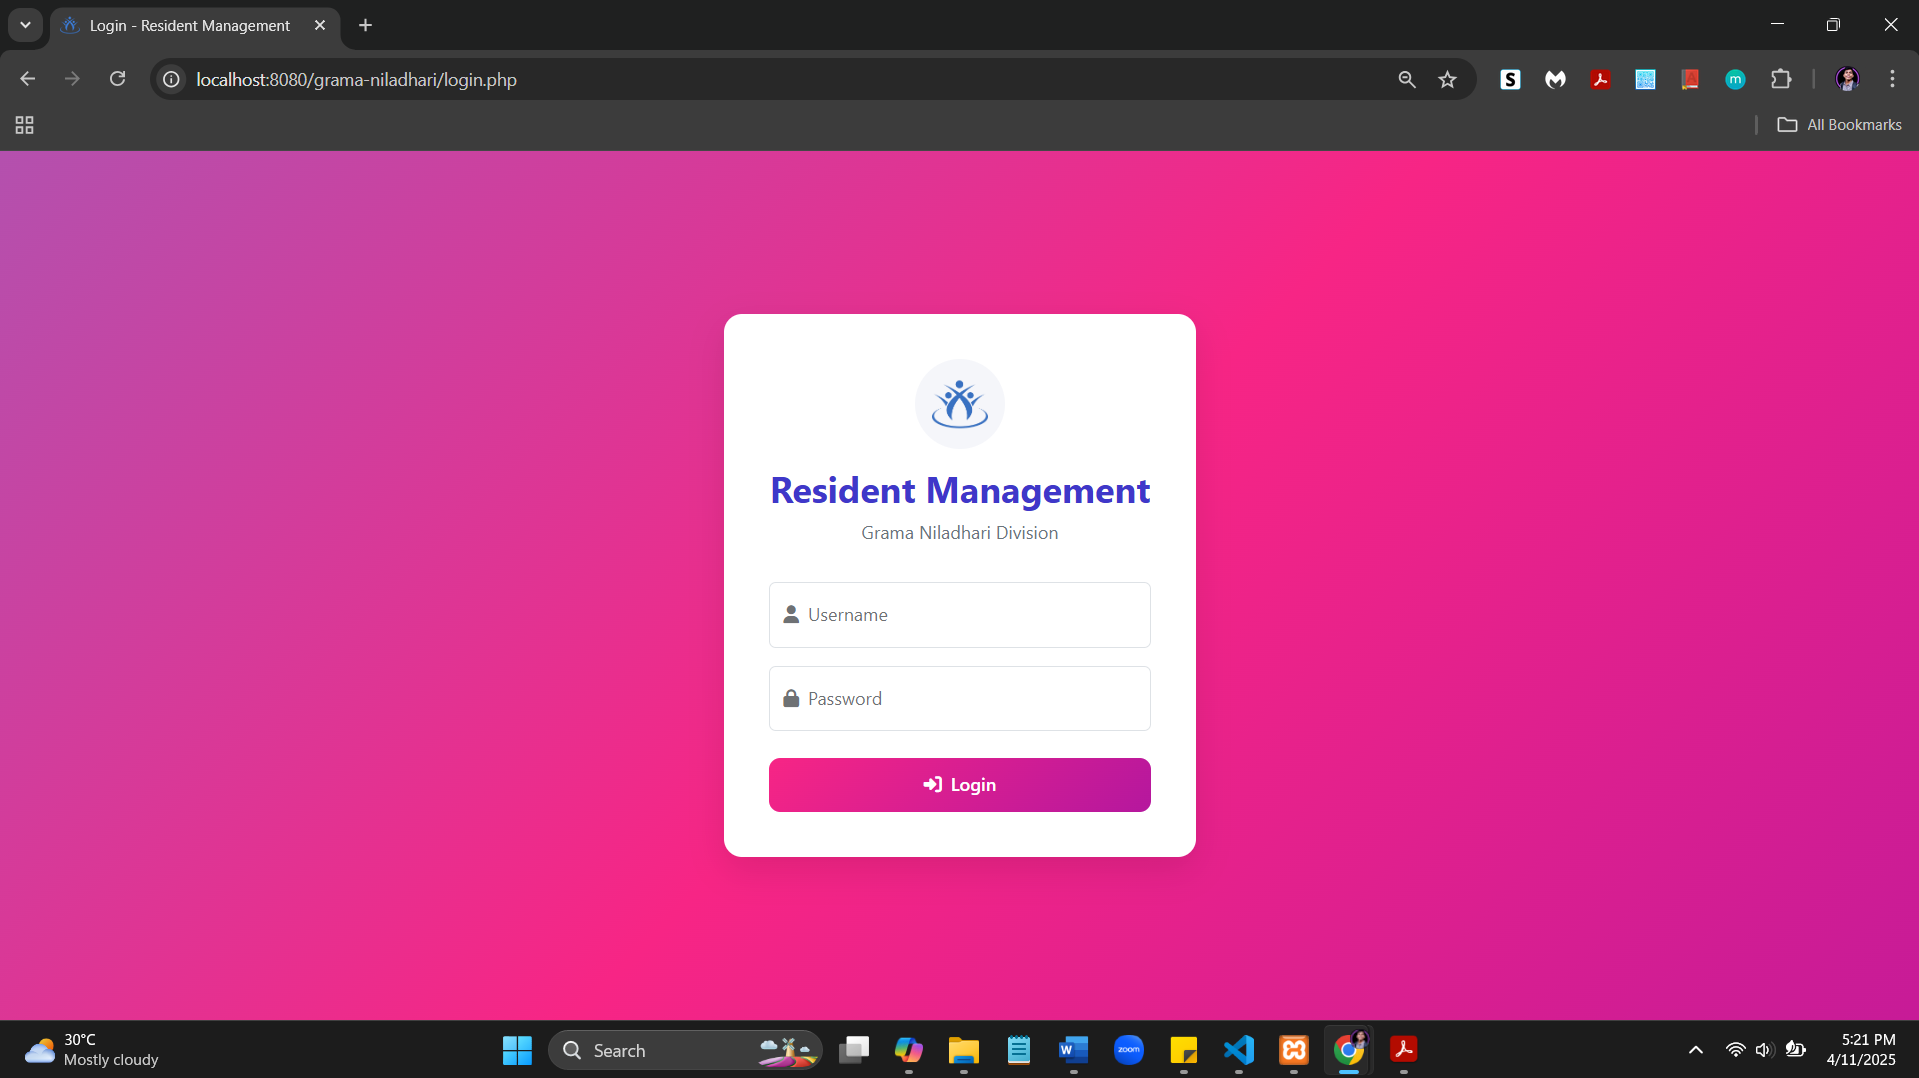 Login - Resident Management
localhost:8080/grama-niladhari/login.php
S
m
All Bookmarks
Resident Management
Grama Niladhari Division
Username
Password
Login
30°C
Mostly cloudy
Search
W
zoom
5:21 PM
4/11/2025